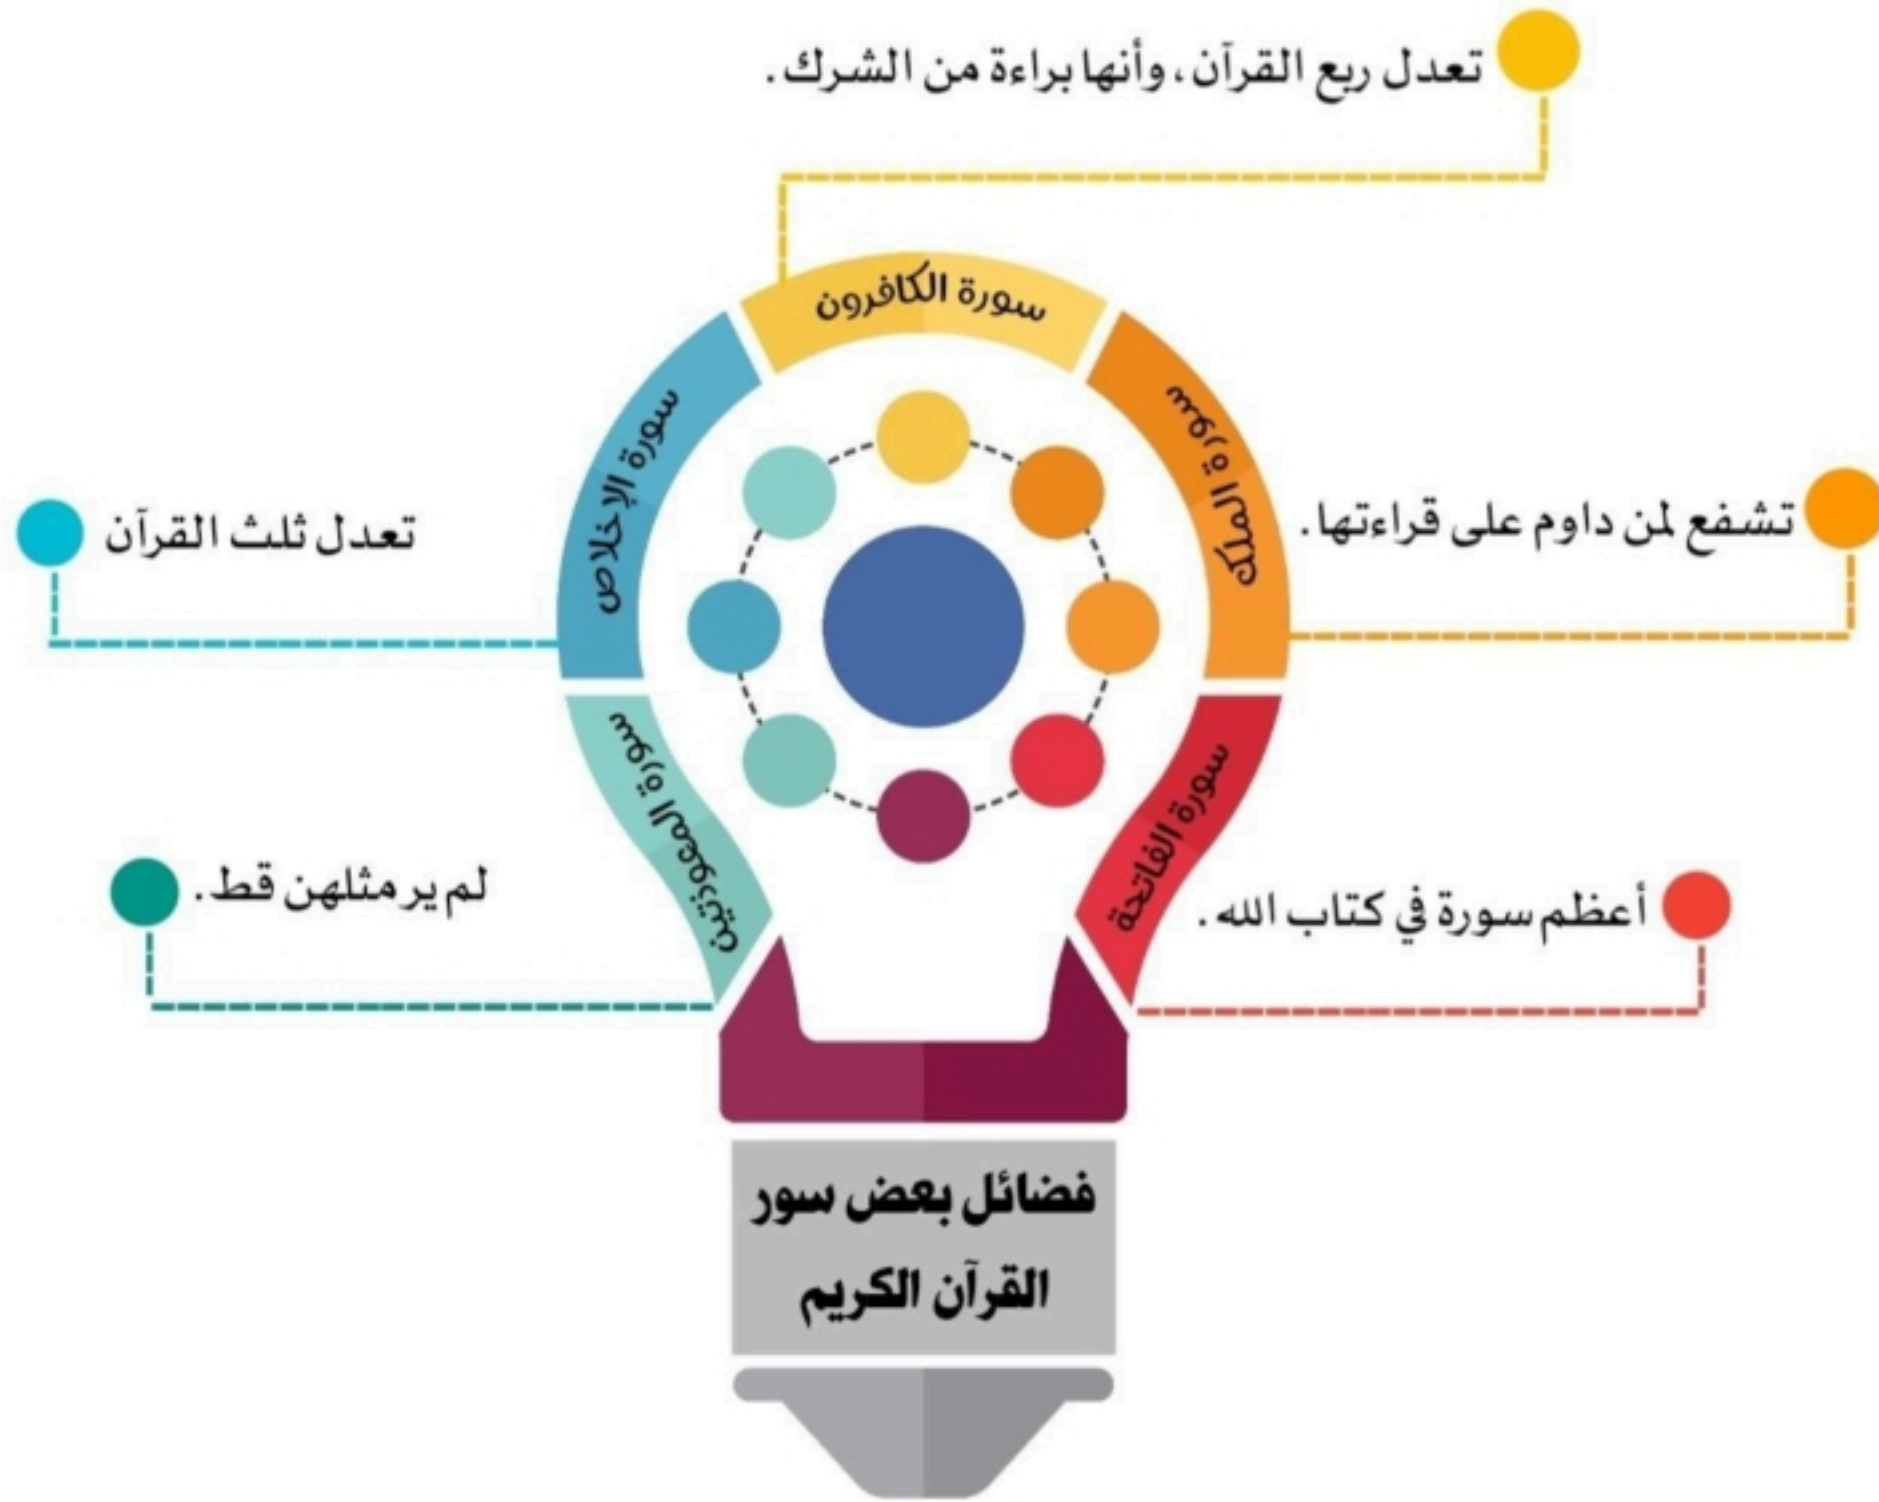 تعدل ربع القرآن، وأنها براءة من الشرك.
سورة الكافرون
سورة الملك
تشفع لمن داوم على قراءتها.
سورة الإخلاص
تعدل ثلث القرآن
سورة الفاتحة
أعظم سورة في كتاب الله.
سورة المعوذتين
لم ير مثلهن قط.
فضائل بعض سور
القرآن الكريم